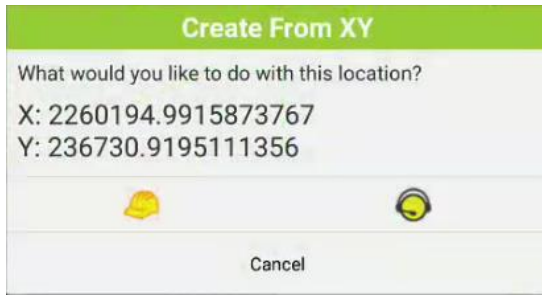 Create From XY
What would you like to do with this location?
X: 2260194.9915873767
Y: 236730.9195111356
Cancel